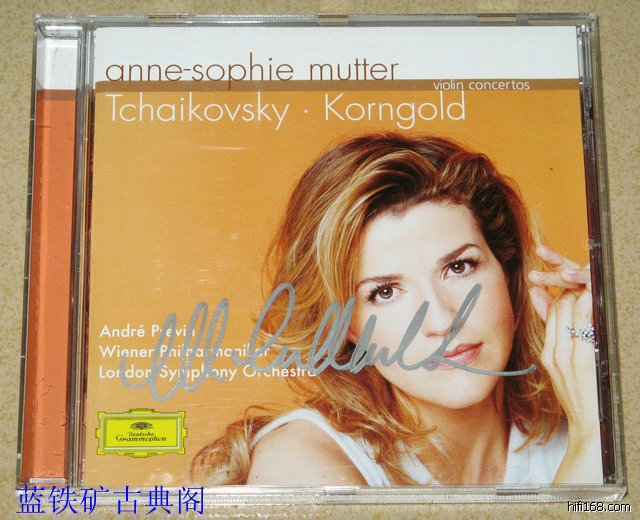 anne-sophie mutter
violin concertos
Tchaikovsky · Korngold
André Previn
Wiener Philharmoniker
London Symphony Orchestra
Deutsche
Grammophon
蓝铁矿古典阁
hifi168.com